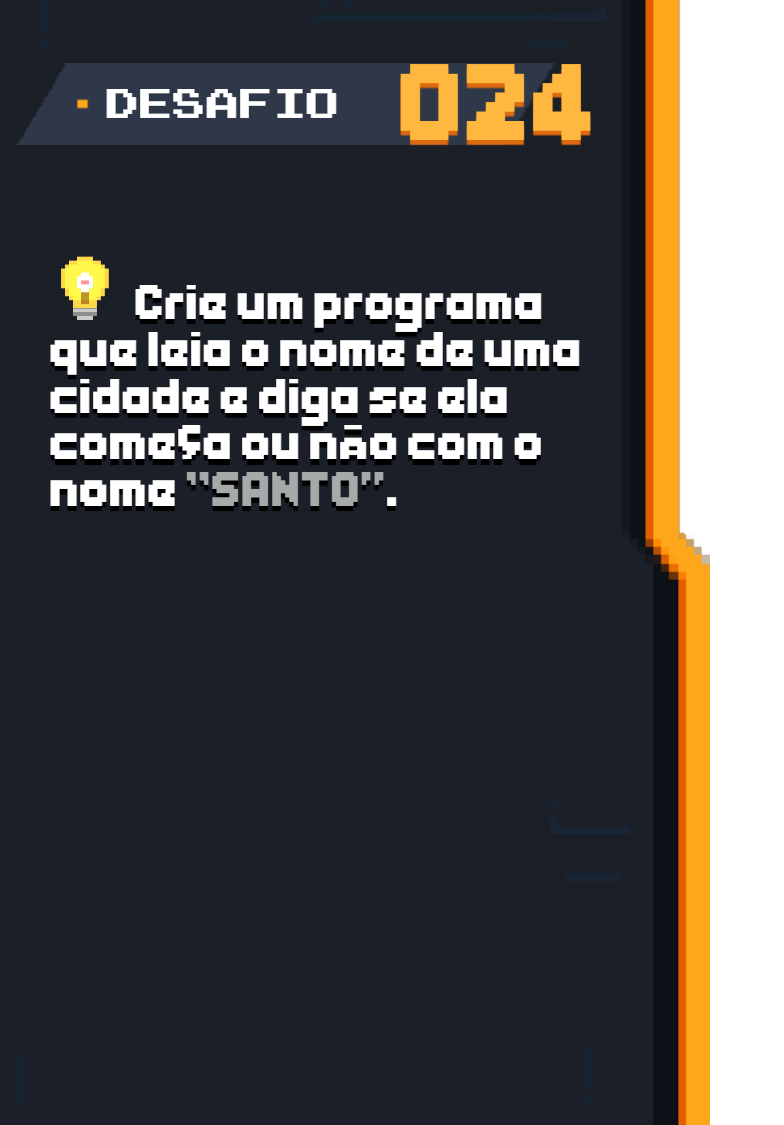 DESAFIO 024
Crie um programa
que leia o nome de uma
cidade e diga se ela
começa ou não com o
nome "SANTO".